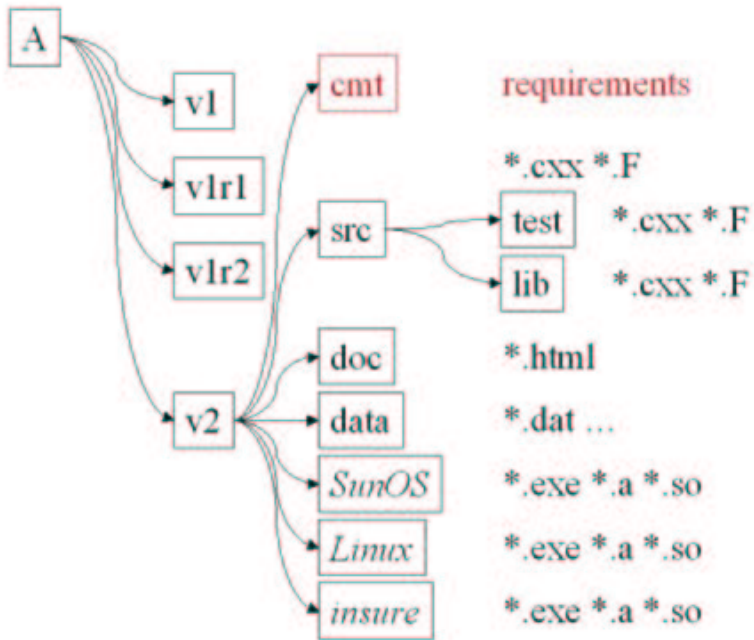 A
cmt requirements
v1
*.cxx *.F
v1r1
src test *.cxx *.F
v1r2
lib *.cxx *.F
doc *.html
v2 data *.dat ...
SunOS *.exe *.a *.so
Linux *.exe *.a *.so
insure *.exe *.a *.so